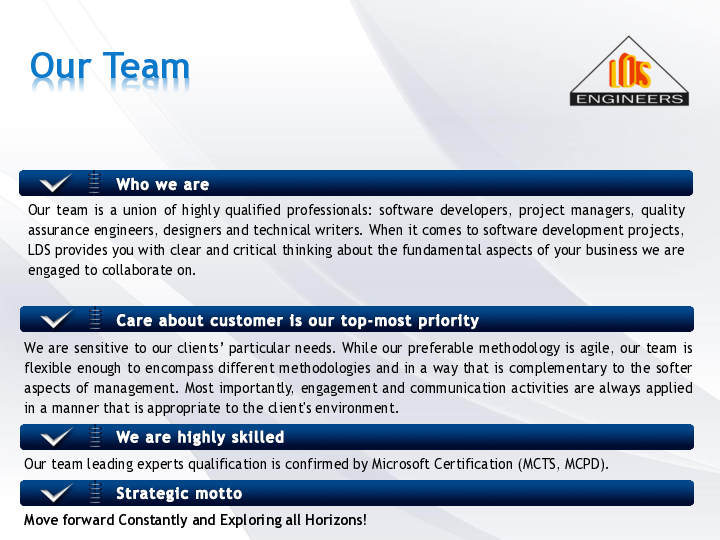 Our Team
LDS
ENGINEERS
Who we are
Our team is a union of highly qualified professionals: software developers, project managers, quality
assurance engineers, designers and technical writers. When it comes to software development projects,
LDS provides you with clear and critical thinking about the fundamental aspects of your business we are
engaged to collaborate on.
Care about customer is our top-most priority
We are sensitive to our clients’ particular needs. While our preferable methodology is agile, our team is
flexible enough to encompass different methodologies and in a way that is complementary to the softer
aspects of management. Most importantly, engagement and communication activities are always applied
in a manner that is appropriate to the client's environment.
We are highly skilled
Our team leading experts qualification is confirmed by Microsoft Certification (MCTS, MCPD).
Strategic motto
Move forward Constantly and Exploring all Horizons!